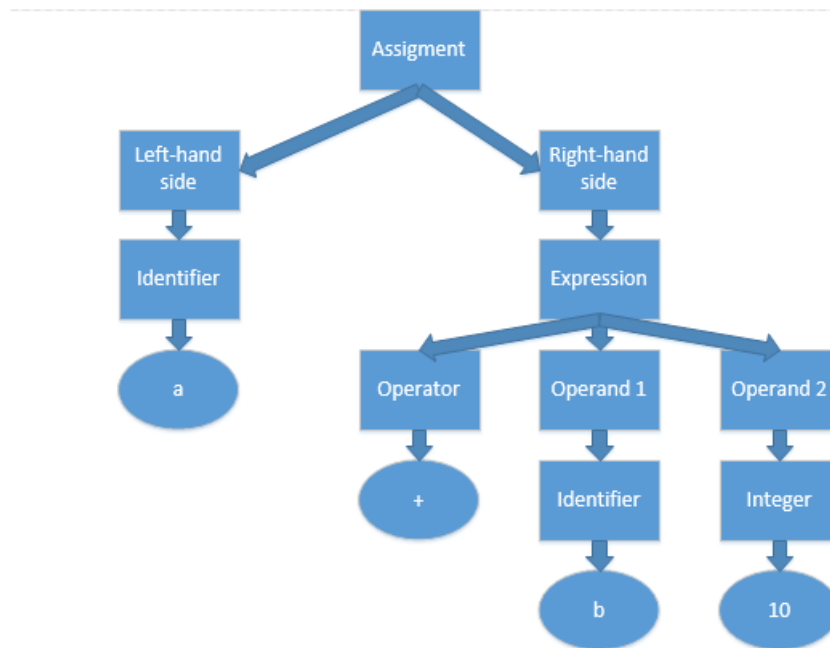 Assigment
Left-hand
side
Right-hand
side
Identifier
Expression
a
Operator
Operand 1
Operand 2
+
Identifier
Integer
b
10